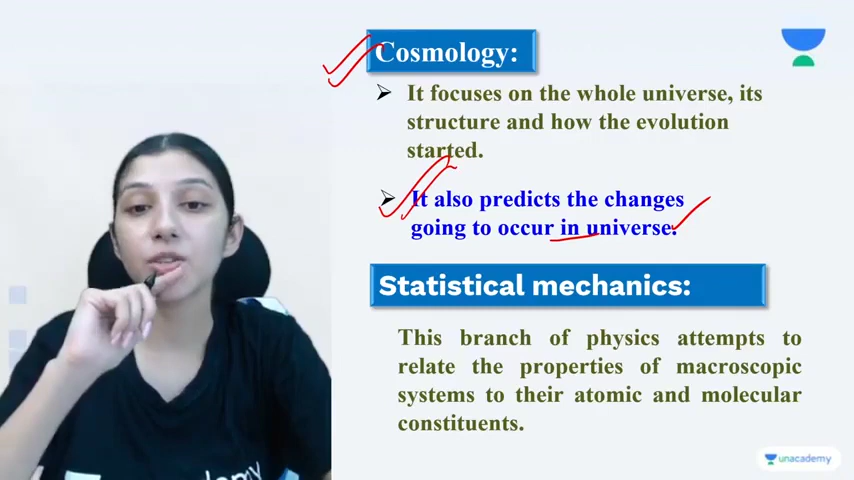 Cosmology:
It focuses on the whole universe, its
structure and how the evolution
started.
It also predicts the changes
going to occur in universe.
Statistical mechanics:
This branch of physics attempts to
relate the properties of macroscopic
systems to their atomic and molecular
constituents.
unacademy